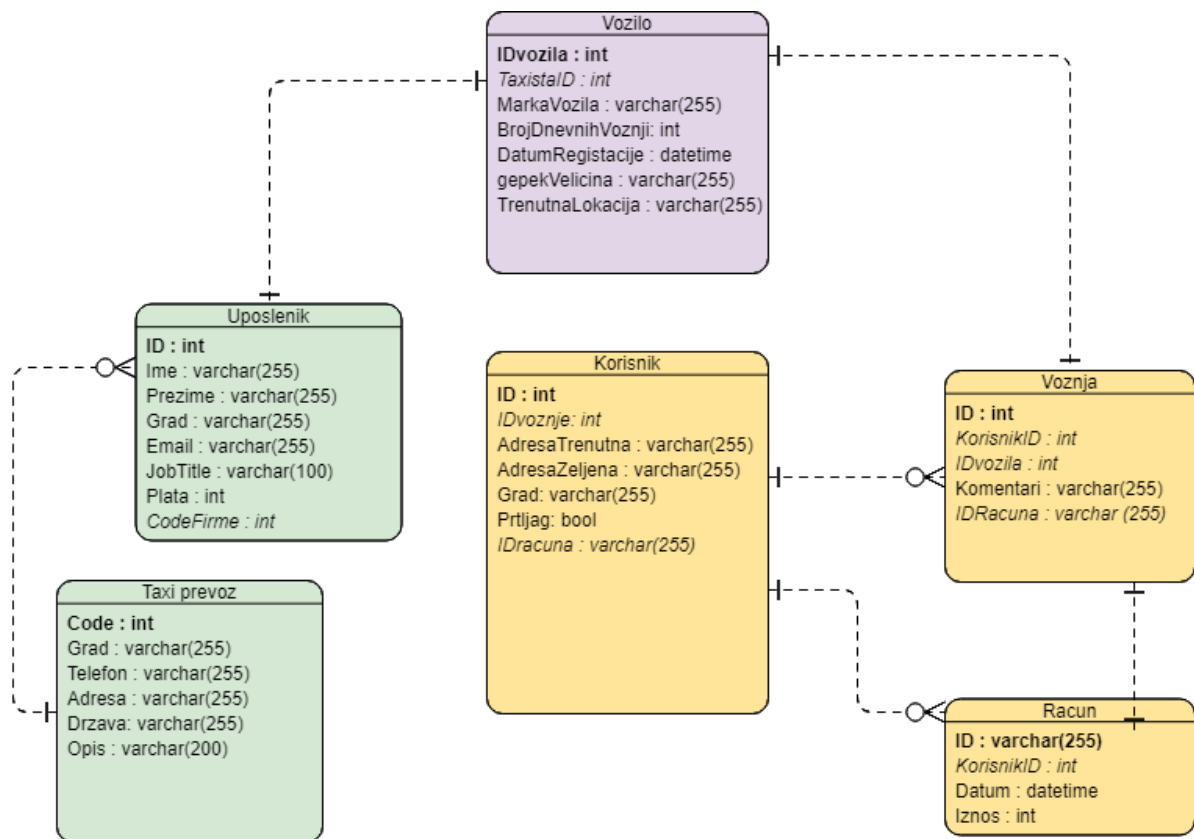 Vozilo
IDvozila : int
TaxistaID : int
MarkaVozila : varchar(255)
BrojDnevnihVoznji: int
DatumRegistacije : datetime
gepekVelicina : varchar(255)
TrenutnaLokacija : varchar(255)
Uposlenik
ID : int
Ime : varchar(255)
Prezime : varchar(255)
Grad : varchar(255)
Email : varchar(255)
JobTitle : varchar(100)
Plata : int
CodeFirme : int
Korisnik
ID : int
IDvoznje: int
AdresaTrenutna : varchar(255)
AdresaZeljena : varchar(255)
Grad: varchar(255)
Prtljag: bool
IDracuna : varchar(255)
Voznja
ID : int
KorisnikID : int
IDvozila : int
Komentari : varchar(255)
IDRacuna : varchar (255)
Taxi prevoz
Code : int
Grad : varchar(255)
Telefon : varchar(255)
Adresa : varchar(255)
Drzava: varchar(255)
Opis : varchar(200)
Racun
ID : varchar(255)
KorisnikID : int
Datum : datetime
Iznos : int